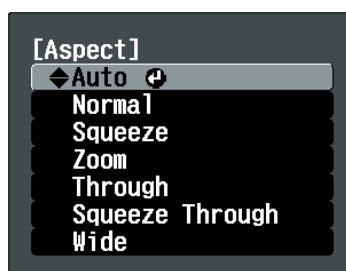 [Aspect]
Auto
Normal
Squeeze
Zoom
Through
Squeeze Through
Wide